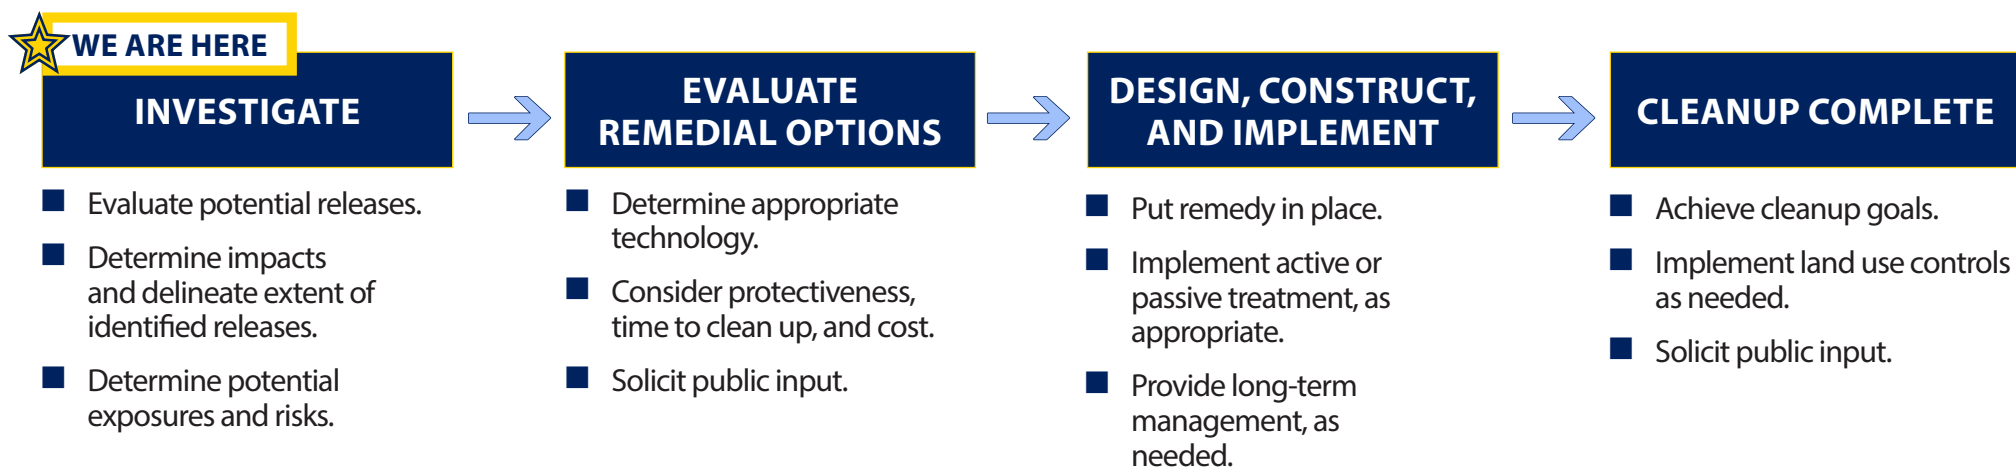 WE ARE HERE
INVESTIGATE
Evaluate potential releases.
Determine impacts
and delineate extent of
identified releases.
Determine potential
exposures and risks.
EVALUATE
REMEDIAL OPTIONS
Determine appropriate
technology.
Consider protectiveness,
time to clean up, and cost.
Solicit public input.
DESIGN, CONSTRUCT,
AND IMPLEMENT
Put remedy in place.
Implement active or
passive treatment, as
appropriate.
Provide long-term
management, as
needed.
CLEANUP COMPLETE
Achieve cleanup goals.
Implement land use controls
as needed.
Solicit public input.